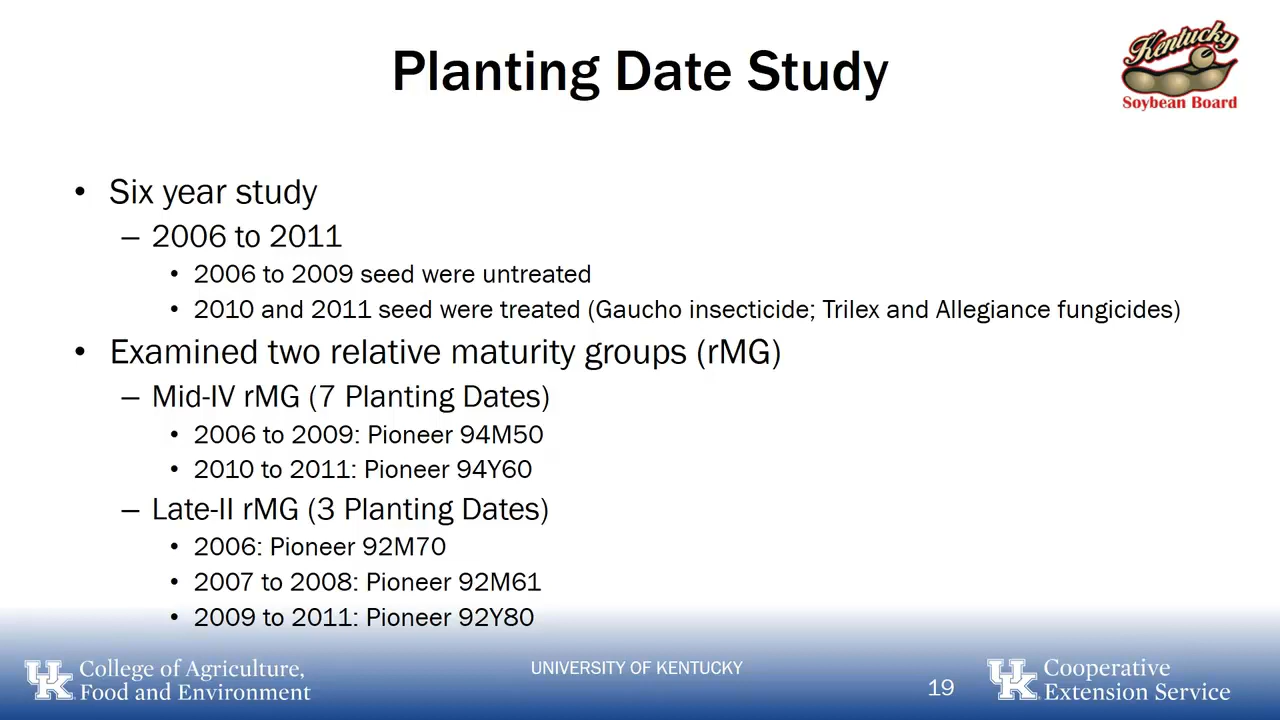 Planting Date Study
Kentucky
Soybean Board
• Six year study
– 2006 to 2011
• 2006 to 2009 seed were untreated
• 2010 and 2011 seed were treated (Gaucho insecticide; Trilex and Allegiance fungicides)
• Examined two relative maturity groups (rMG)
– Mid-IV rMG (7 Planting Dates)
• 2006 to 2009: Pioneer 94M50
• 2010 to 2011: Pioneer 94Y60
– Late-II rMG (3 Planting Dates)
• 2006: Pioneer 92M70
• 2007 to 2008: Pioneer 92M61
• 2009 to 2011: Pioneer 92Y80
UK College of Agriculture,
Food and Environment
UNIVERSITY OF KENTUCKY
19
UK Cooperative
Extension Service